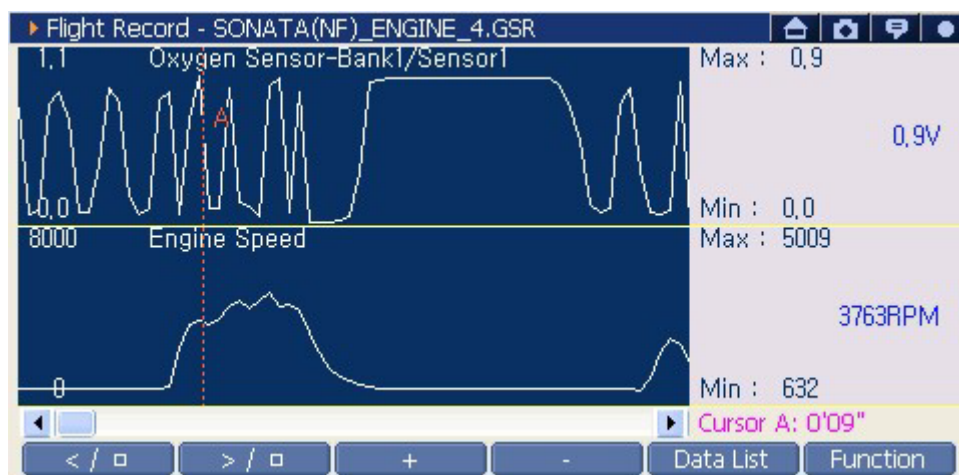 Flight Record - SONATA(NF)_ENGINE_4.GSR
1,1 Oxygen Sensor-Bank1/Sensor1 Max : 0,9
A
0,9V
0,0 Min : 0,0
8000 Engine Speed Max : 5009
3763RPM
0 Min : 632
Cursor A: 0'09"
< / □ > / □ + - Data List Function